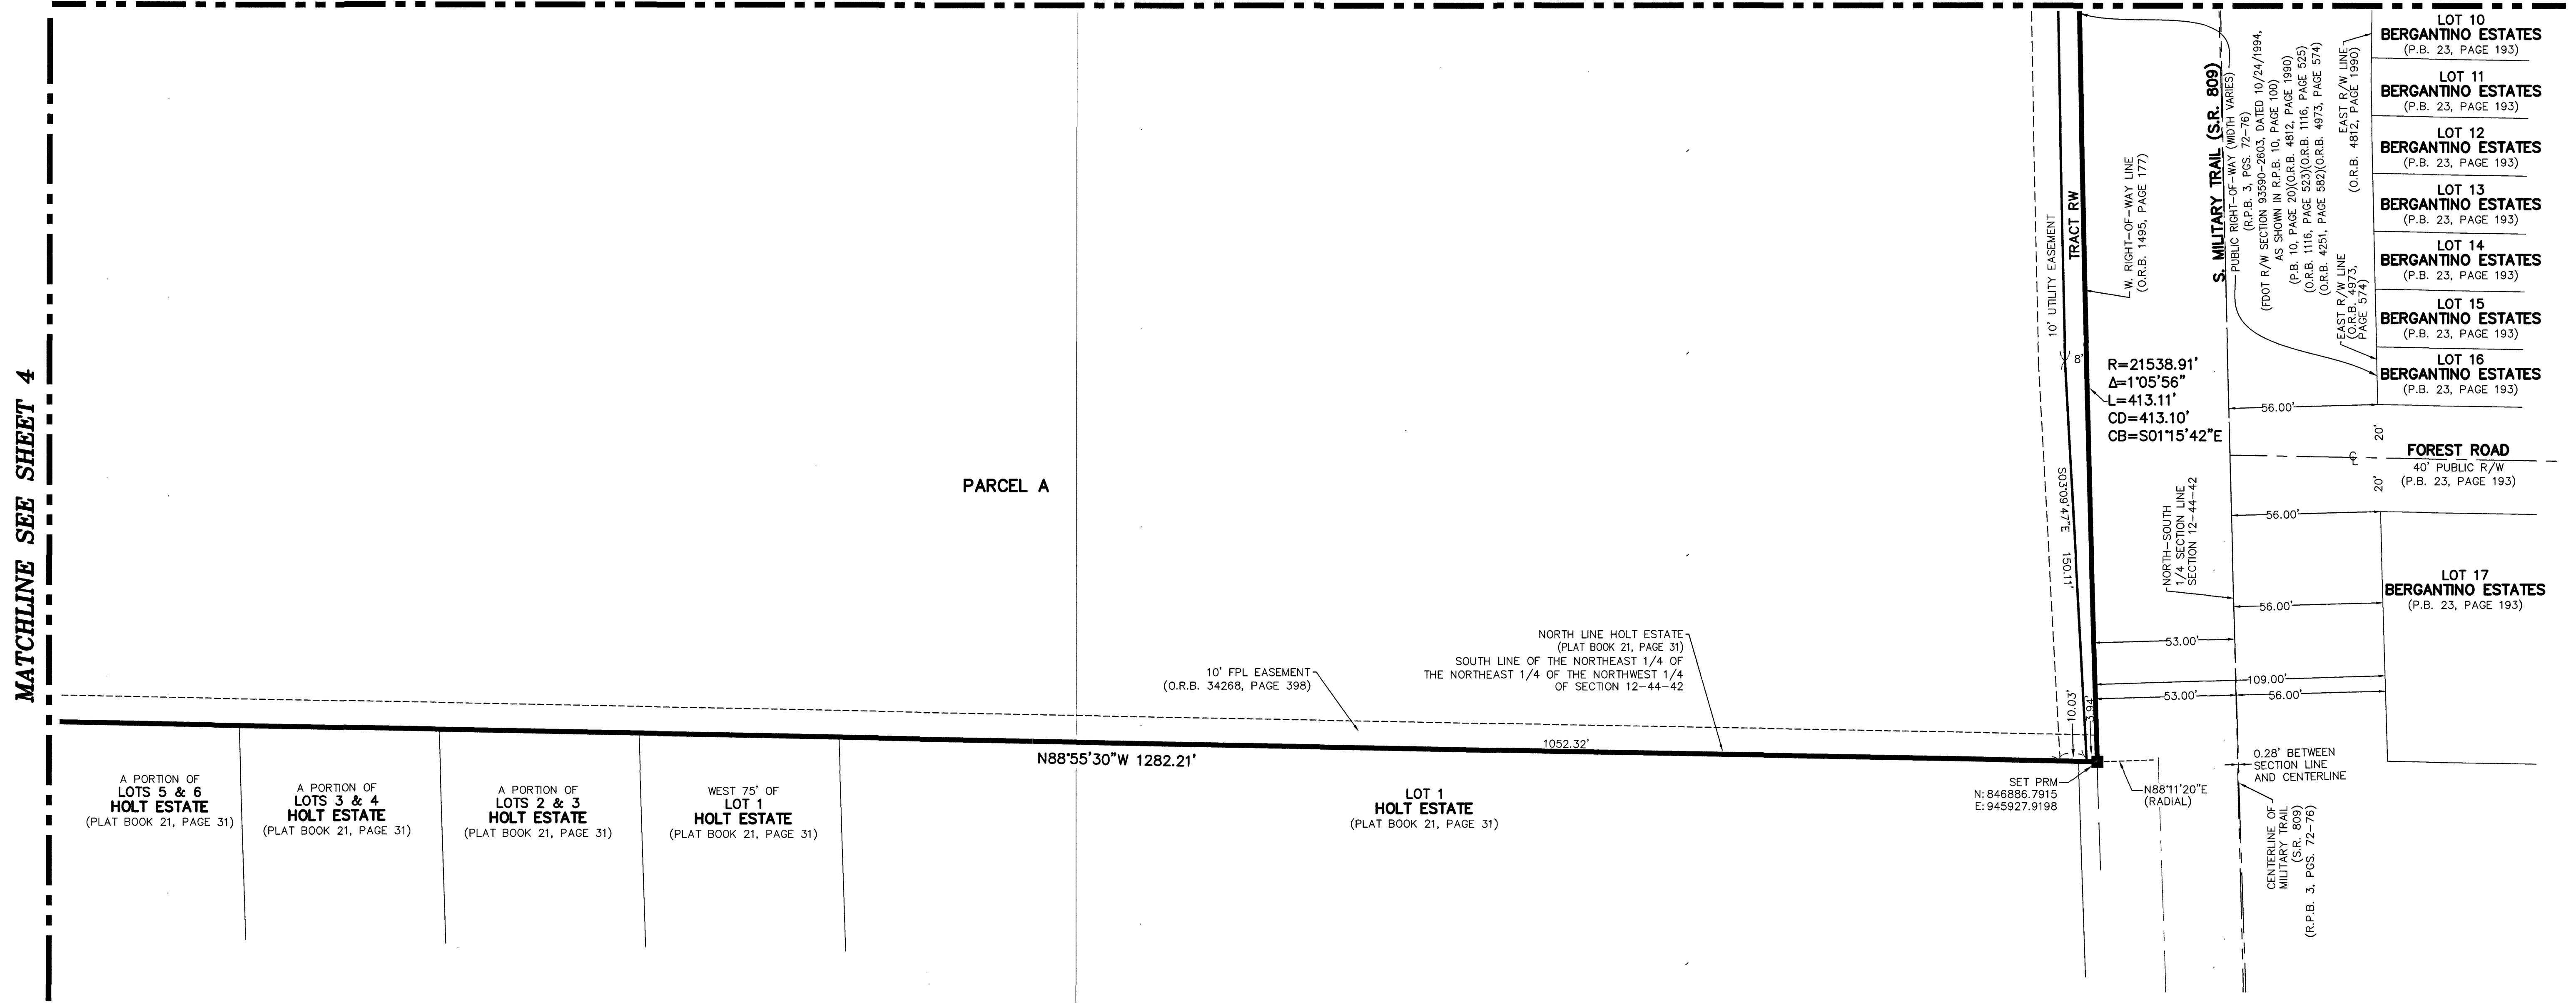 MATCHLINE SEE SHEET 4
PARCEL A
10' FPL EASEMENT
(O.R.B. 34268, PAGE 398)
NORTH LINE HOLT ESTATE
(PLAT BOOK 21, PAGE 31)
SOUTH LINE OF THE NORTHEAST 1/4 OF
THE NORTHEAST 1/4 OF THE NORTHWEST 1/4
OF SECTION 12-44-42
1052.32'
N88°55'30"W 1282.21'
A PORTION OF
LOTS 5 & 6
HOLT ESTATE
(PLAT BOOK 21, PAGE 31)
A PORTION OF
LOTS 3 & 4
HOLT ESTATE
(PLAT BOOK 21, PAGE 31)
A PORTION OF
LOTS 2 & 3
HOLT ESTATE
(PLAT BOOK 21, PAGE 31)
WEST 75' OF
LOT 1
HOLT ESTATE
(PLAT BOOK 21, PAGE 31)
LOT 1
HOLT ESTATE
(PLAT BOOK 21, PAGE 31)
10' UTILITY EASEMENT
TRACT RW
8'
S03°09'47"E 150.11'
10.03'
3.94'
W. RIGHT-OF-WAY LINE
(O.R.B. 1495, PAGE 177)
R=21538.91'
Δ=1°05'56"
L=413.11'
CD=413.10'
CB=S01°15'42"E
SET PRM
N: 846886.7915
E: 945927.9198
N88°11'20"E
(RADIAL)
S. MILITARY TRAIL (S.R. 809)
PUBLIC RIGHT-OF-WAY (WIDTH VARIES)
(R.P.B. 3, PGS. 72-76)
(FDOT R/W SECTION 93590-2603, DATED 10/24/1994,
AS SHOWN IN R.P.B. 10, PAGE 100)
(P.B. 10, PAGE 20)(O.R.B. 4812, PAGE 1990)
(O.R.B. 1116, PAGE 523)(O.R.B. 1116, PAGE 525)
(O.R.B. 4251, PAGE 582)(O.R.B. 4973, PAGE 574)
EAST R/W LINE
(O.R.B. 4812, PAGE 1990)
EAST R/W LINE
(O.R.B. 4973,
PAGE 574)
NORTH-SOUTH
1/4 SECTION LINE
SECTION 12-44-42
56.00'
56.00'
56.00'
53.00'
109.00'
53.00'
56.00'
0.28' BETWEEN
SECTION LINE
AND CENTERLINE
CENTERLINE OF
MILITARY TRAIL
(S.R. 809)
(R.P.B. 3, PGS. 72-76)
LOT 10
BERGANTINO ESTATES
(P.B. 23, PAGE 193)
LOT 11
BERGANTINO ESTATES
(P.B. 23, PAGE 193)
LOT 12
BERGANTINO ESTATES
(P.B. 23, PAGE 193)
LOT 13
BERGANTINO ESTATES
(P.B. 23, PAGE 193)
LOT 14
BERGANTINO ESTATES
(P.B. 23, PAGE 193)
LOT 15
BERGANTINO ESTATES
(P.B. 23, PAGE 193)
LOT 16
BERGANTINO ESTATES
(P.B. 23, PAGE 193)
20'
℄
20'
FOREST ROAD
40' PUBLIC R/W
(P.B. 23, PAGE 193)
LOT 17
BERGANTINO ESTATES
(P.B. 23, PAGE 193)